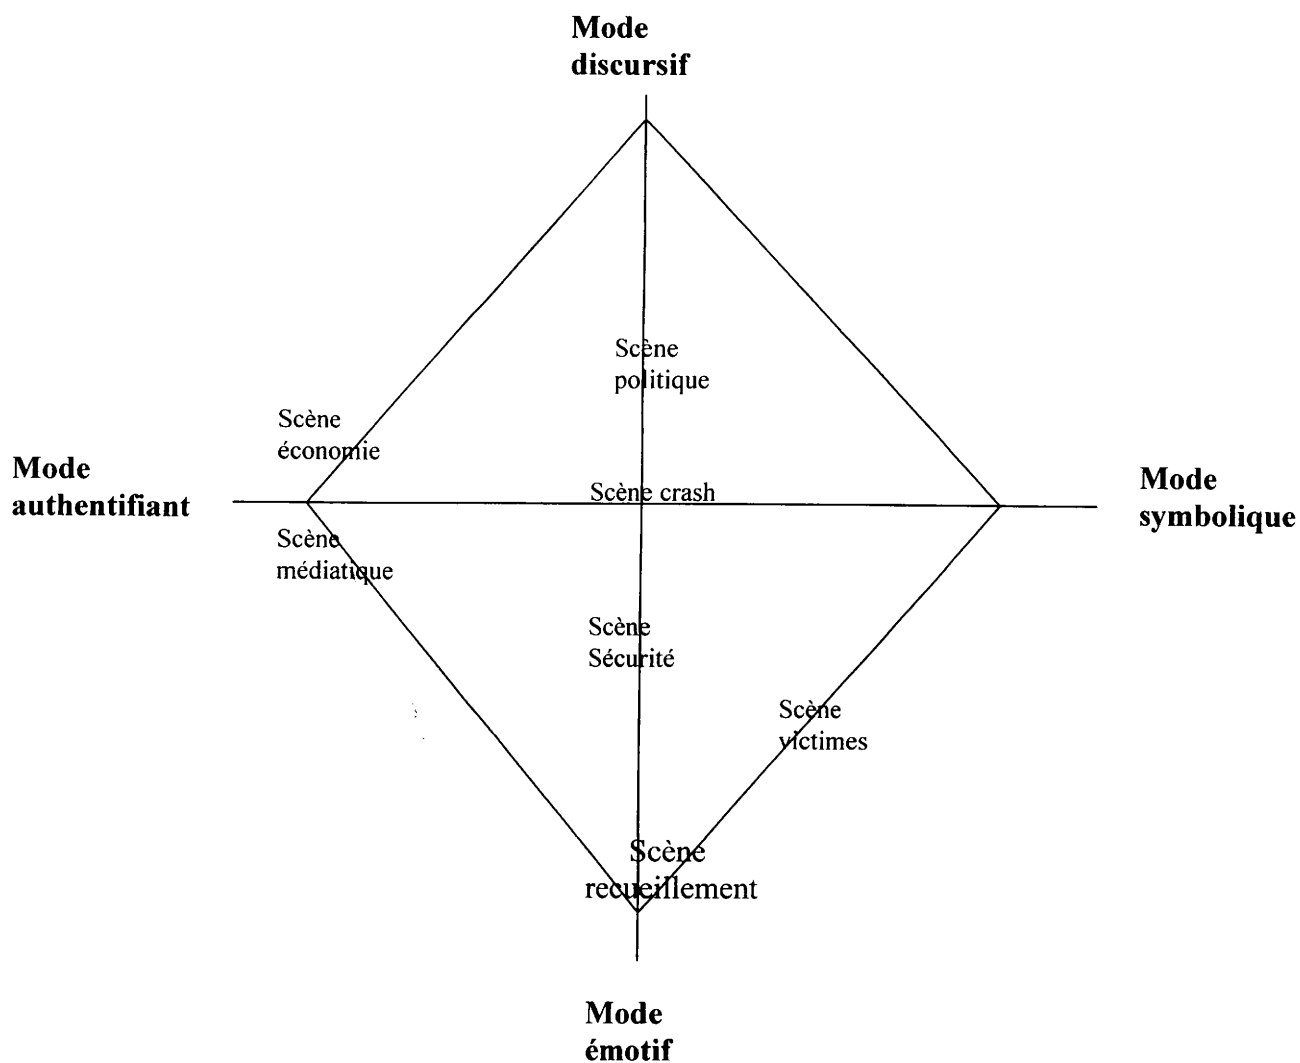 Mode
discursif
Scène
politique
Scène
économie
Mode
authentifiant
Scène crash
Mode
symbolique
Scène
médiatique
Scène
Sécurité
Scène
victimes
Scène
recueillement
Mode
émotif